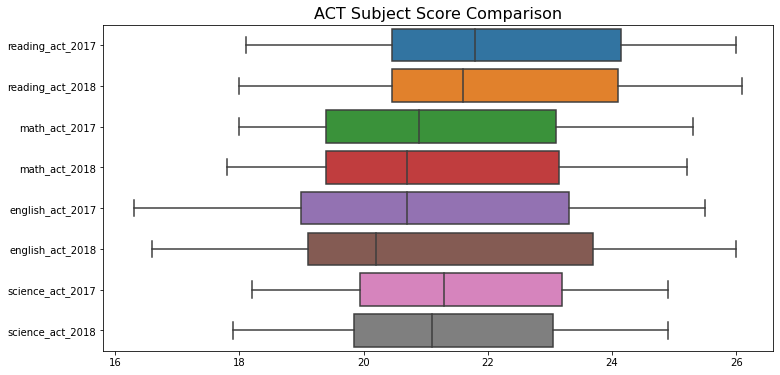 ACT Subject Score Comparison
reading_act_2017
reading_act_2018
math_act_2017
math_act_2018
english_act_2017
english_act_2018
science_act_2017
science_act_2018
16 18 20 22 24 26